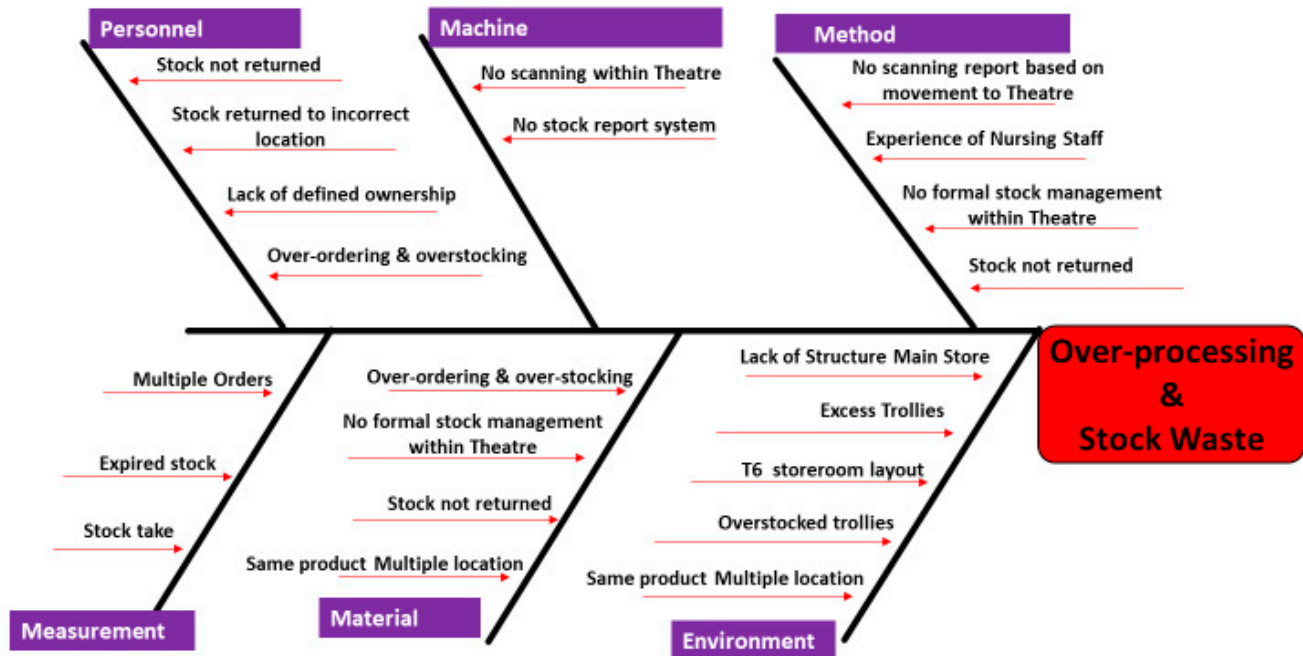 Personnel
Stock not returned
Stock returned to incorrect
location
Lack of defined ownership
Over-ordering & overstocking
Machine
No scanning within Theatre
No stock report system
Method
No scanning report based on
movement to Theatre
Experience of Nursing Staff
No formal stock management
within Theatre
Stock not returned
Over-processing
&
Stock Waste
Multiple Orders
Expired stock
Stock take
Measurement
Over-ordering & over-stocking
No formal stock management
within Theatre
Stock not returned
Same product Multiple location
Material
Lack of Structure Main Store
Excess Trollies
T6 storeroom layout
Overstocked trollies
Same product Multiple location
Environment